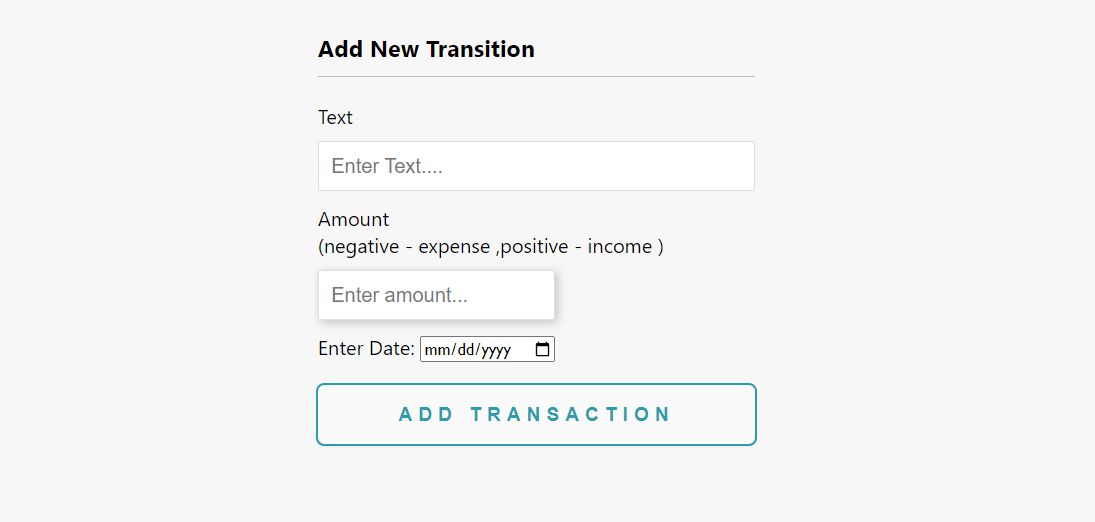 Add New Transition
Text
Enter Text....
Amount
(negative - expense ,positive - income )
Enter amount...
Enter Date: mm/dd/yyyy
ADD TRANSACTION